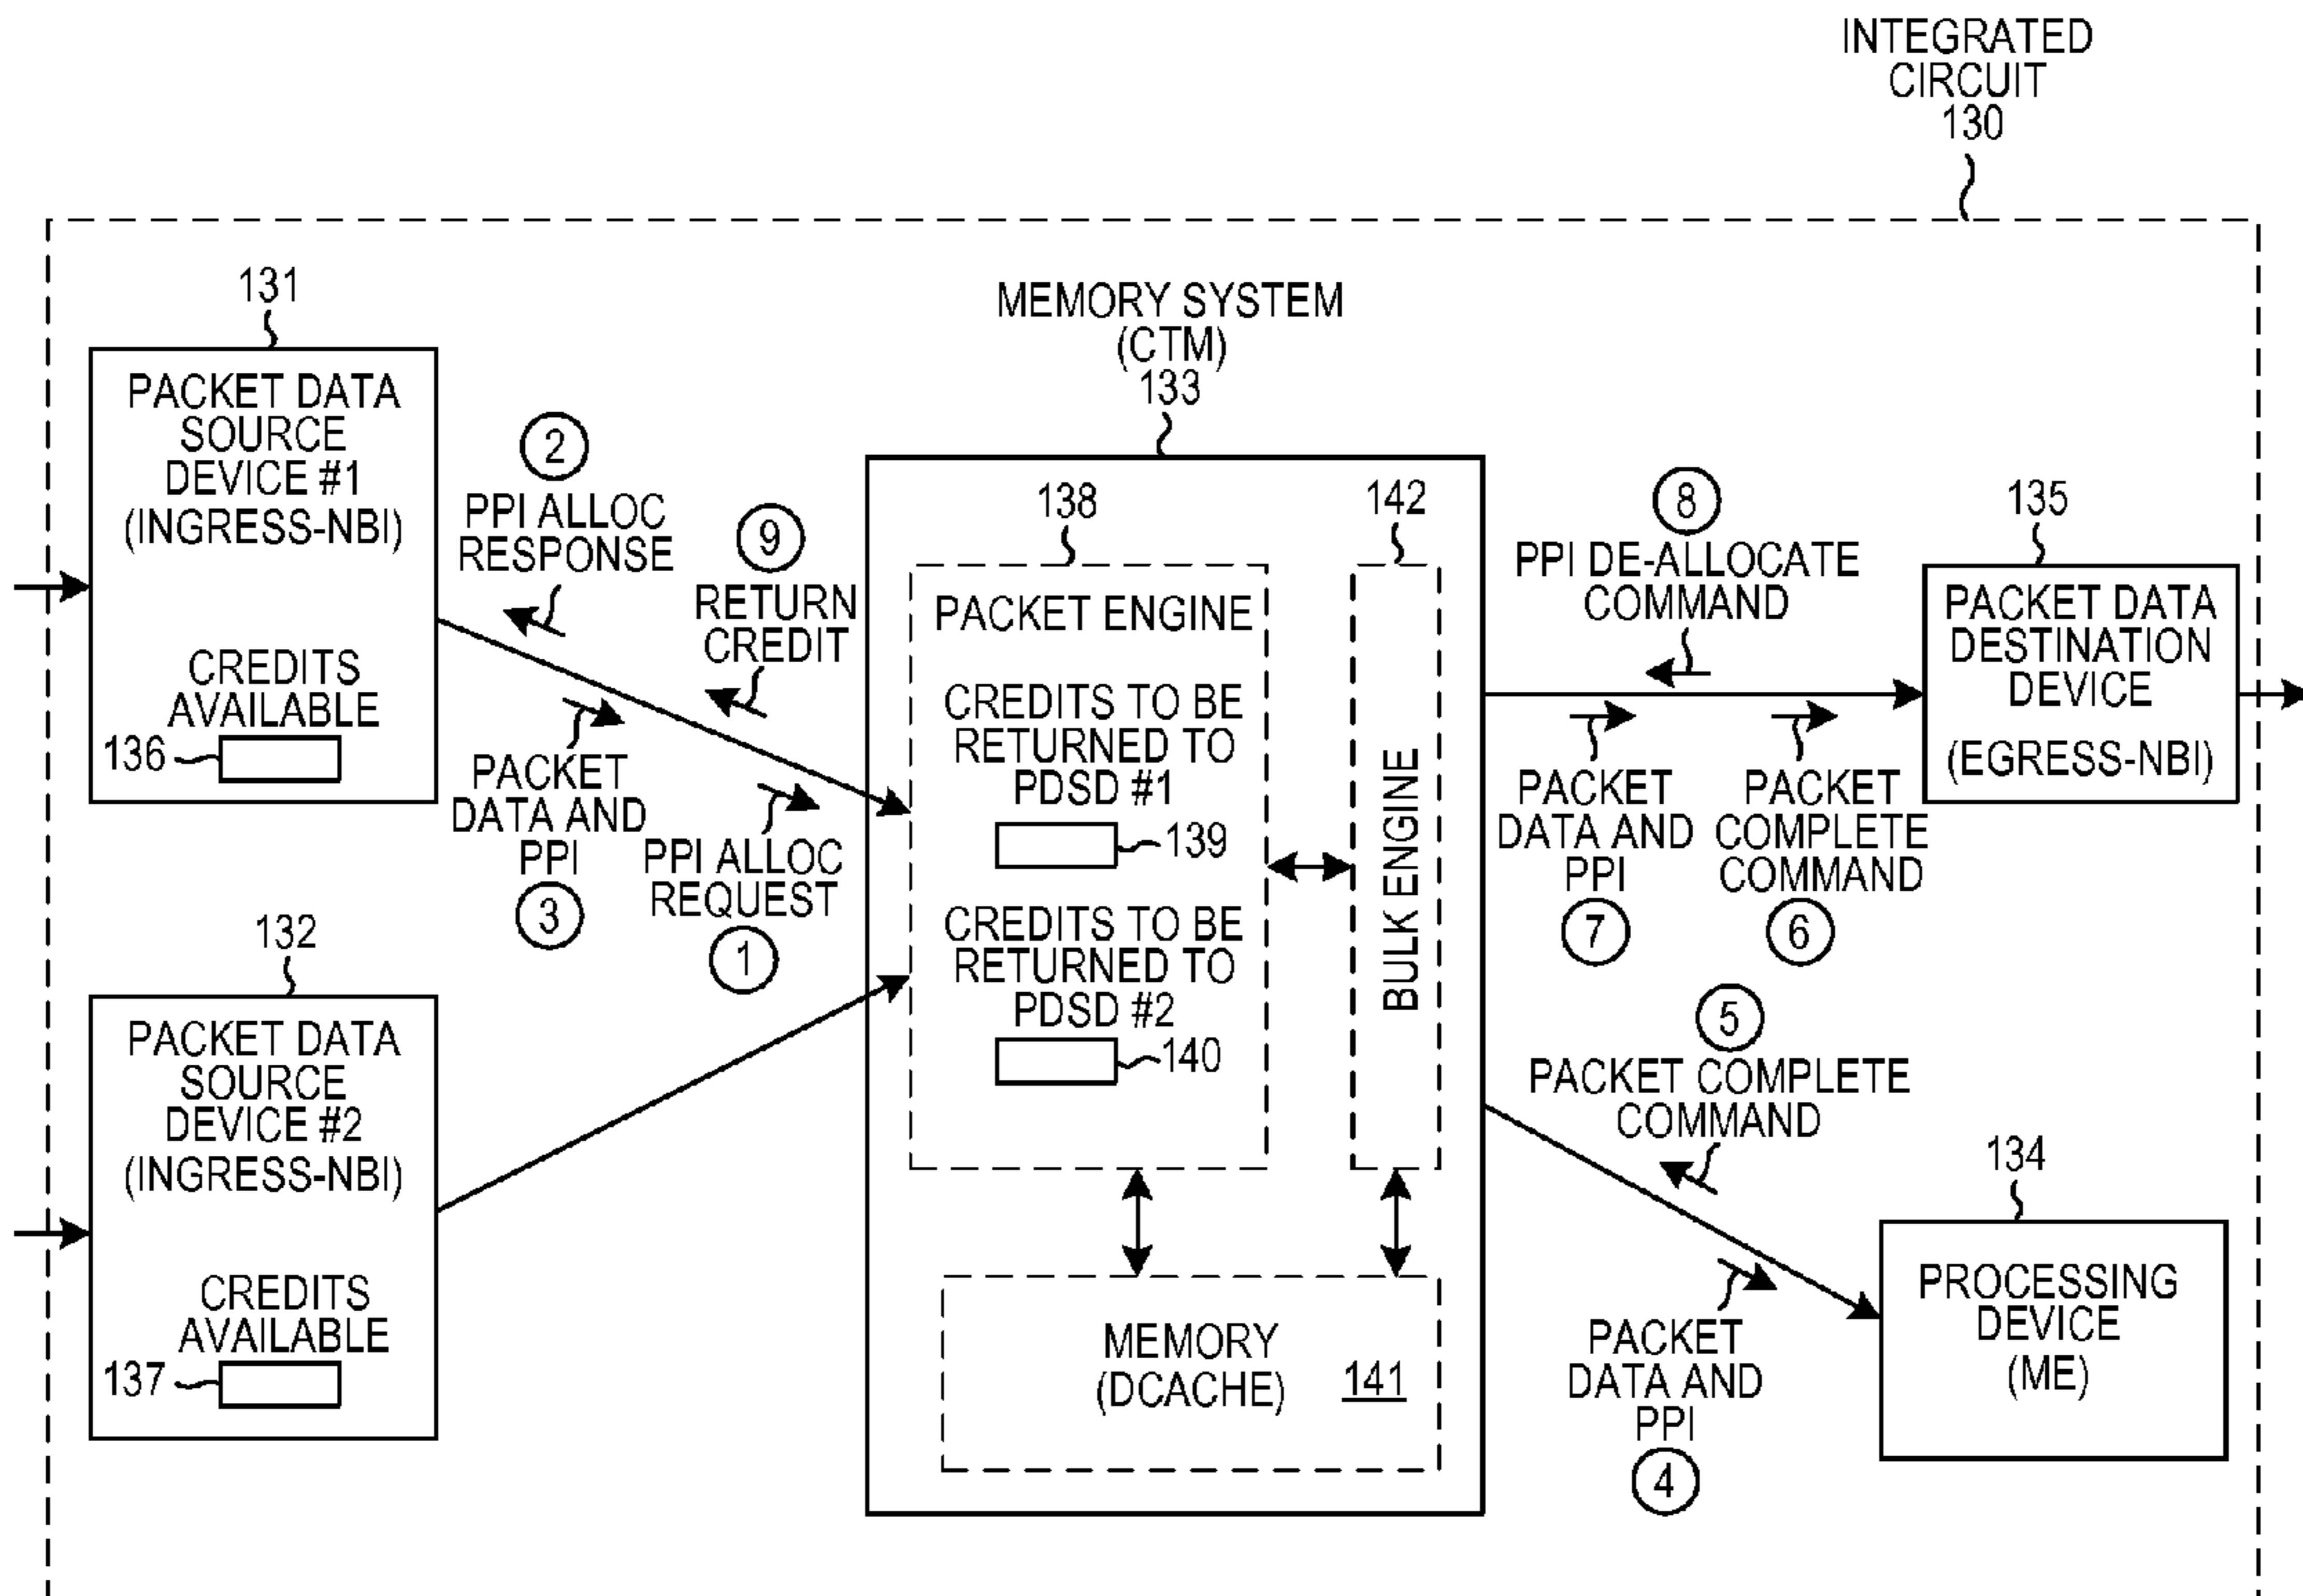 INTEGRATED
CIRCUIT
130
131
PACKET DATA
SOURCE
DEVICE #1
(INGRESS-NBI)
CREDITS
AVAILABLE
136
2
PPI ALLOC
RESPONSE
9
RETURN
CREDIT
PACKET
DATA AND
PPI
3
PPI ALLOC
REQUEST
1
132
PACKET DATA
SOURCE
DEVICE #2
(INGRESS-NBI)
CREDITS
AVAILABLE
137
MEMORY SYSTEM
(CTM)
133
138
PACKET ENGINE
CREDITS TO BE
RETURNED TO
PDSD #1
139
CREDITS TO BE
RETURNED TO
PDSD #2
140
142
BULK ENGINE
MEMORY
(DCACHE)
141
8
PPI DE-ALLOCATE
COMMAND
PACKET
DATA AND
PPI
7
PACKET
COMPLETE
COMMAND
6
135
PACKET DATA
DESTINATION
DEVICE
(EGRESS-NBI)
5
PACKET COMPLETE
COMMAND
PACKET
DATA AND
PPI
4
134
PROCESSING
DEVICE
(ME)